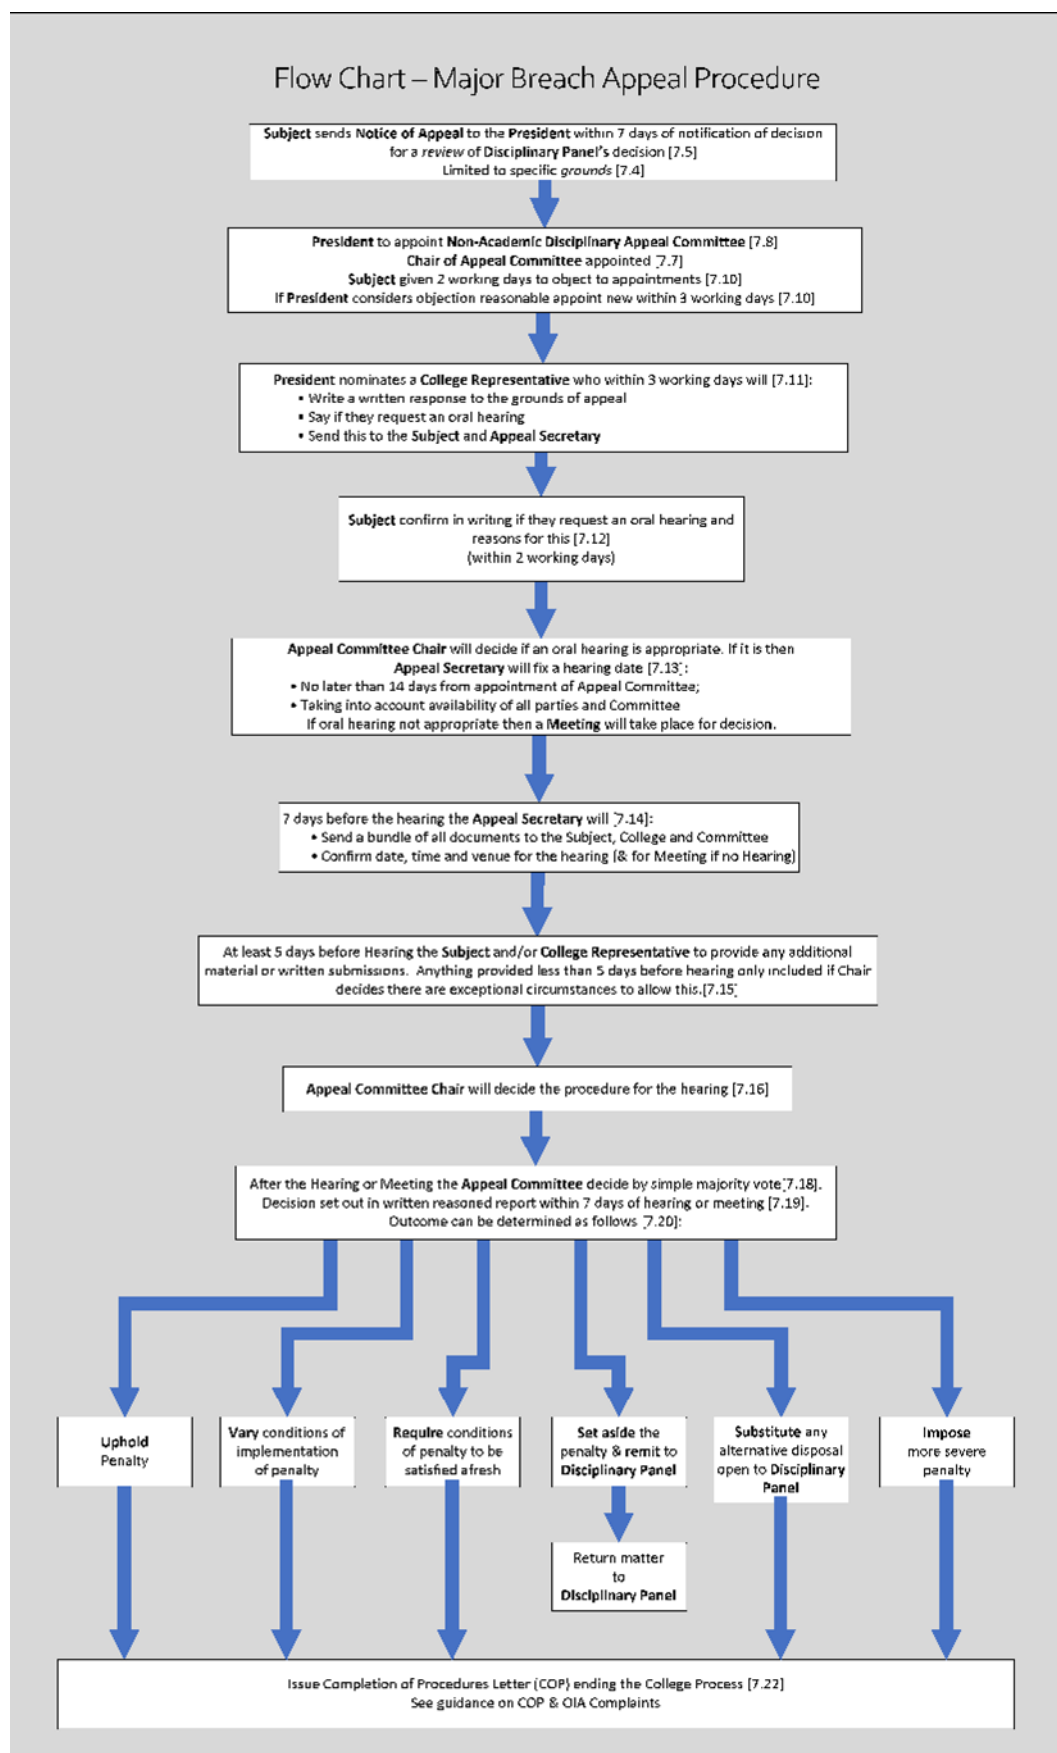 Flow Chart – Major Breach Appeal Procedure
Subject sends Notice of Appeal to the President within 7 days of notification of decision
for a review of Disciplinary Panel's decision [7.5]
Limited to specific grounds [7.4]
President to appoint Non-Academic Disciplinary Appeal Committee [7.8]
Chair of Appeal Committee appointed [7.7]
Subject given 2 working days to object to appointments [7.10]
If President considers objection reasonable appoint new within 3 working days [7.10]
President nominates a College Representative who within 3 working days will [7.11]:
• Write a written response to the grounds of appeal
• Say if they request an oral hearing
• Send this to the Subject and Appeal Secretary
Subject confirm in writing if they request an oral hearing and
reasons for this [7.12]
(within 2 working days)
Appeal Committee Chair will decide if an oral hearing is appropriate. If it is then
Appeal Secretary will fix a hearing date [7.13]:
• No later than 14 days from appointment of Appeal Committee;
• Taking into account availability of all parties and Committee
If oral hearing not appropriate then a Meeting will take place for decision.
7 days before the hearing the Appeal Secretary will [7.14]:
• Send a bundle of all documents to the Subject, College and Committee
• Confirm date, time and venue for the hearing (& for Meeting if no Hearing)
At least 5 days before Hearing the Subject and/or College Representative to provide any additional
material or written submissions. Anything provided less than 5 days before hearing only included if Chair
decides there are exceptional circumstances to allow this.[7.15]
Appeal Committee Chair will decide the procedure for the hearing [7.16]
After the Hearing or Meeting the Appeal Committee decide by simple majority vote[7.18].
Decision set out in written reasoned report within 7 days of hearing or meeting [7.19].
Outcome can be determined as follows [7.20]:
Uphold
Penalty
Vary conditions of
implementation
of penalty
Require conditions
of penalty to be
satisfied afresh
Set aside the
penalty & remit to
Disciplinary Panel
Substitute any
alternative disposal
open to Disciplinary
Panel
Impose
more severe
penalty
Return matter
to
Disciplinary Panel
Issue Completion of Procedures Letter (COP) ending the College Process [7.22]
See guidance on COP & OIA Complaints